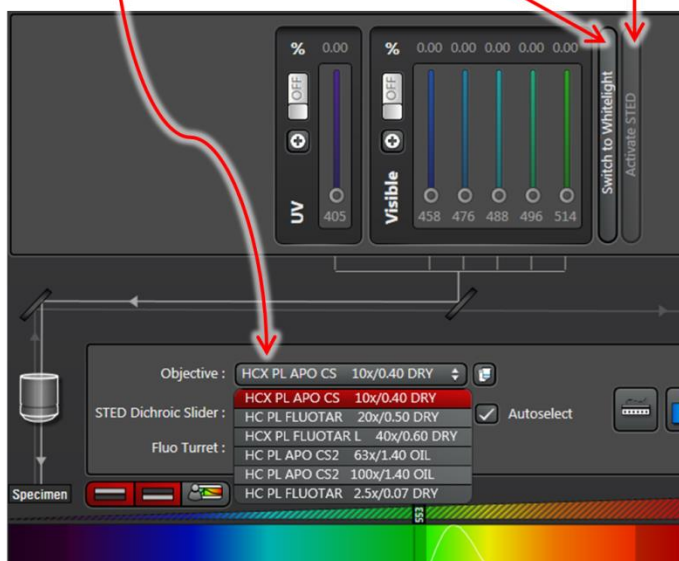 % 0.00
OFF
UV
405
% 0.00 0.00 0.00 0.00 0.00
OFF
Visible
458 476 488 496 514
Switch to Whitelight
Activate STED
Objective : HCX PL APO CS 10x/0.40 DRY
HCX PL APO CS 10x/0.40 DRY
STED Dichroic Slider : HC PL FLUOTAR 20x/0.50 DRY Autoselect
HCX PL FLUOTAR L 40x/0.60 DRY
Fluo Turret : HC PL APO CS2 63x/1.40 OIL
HC PL APO CS2 100x/1.40 OIL
Specimen HC PL FLUOTAR 2.5x/0.07 DRY
553